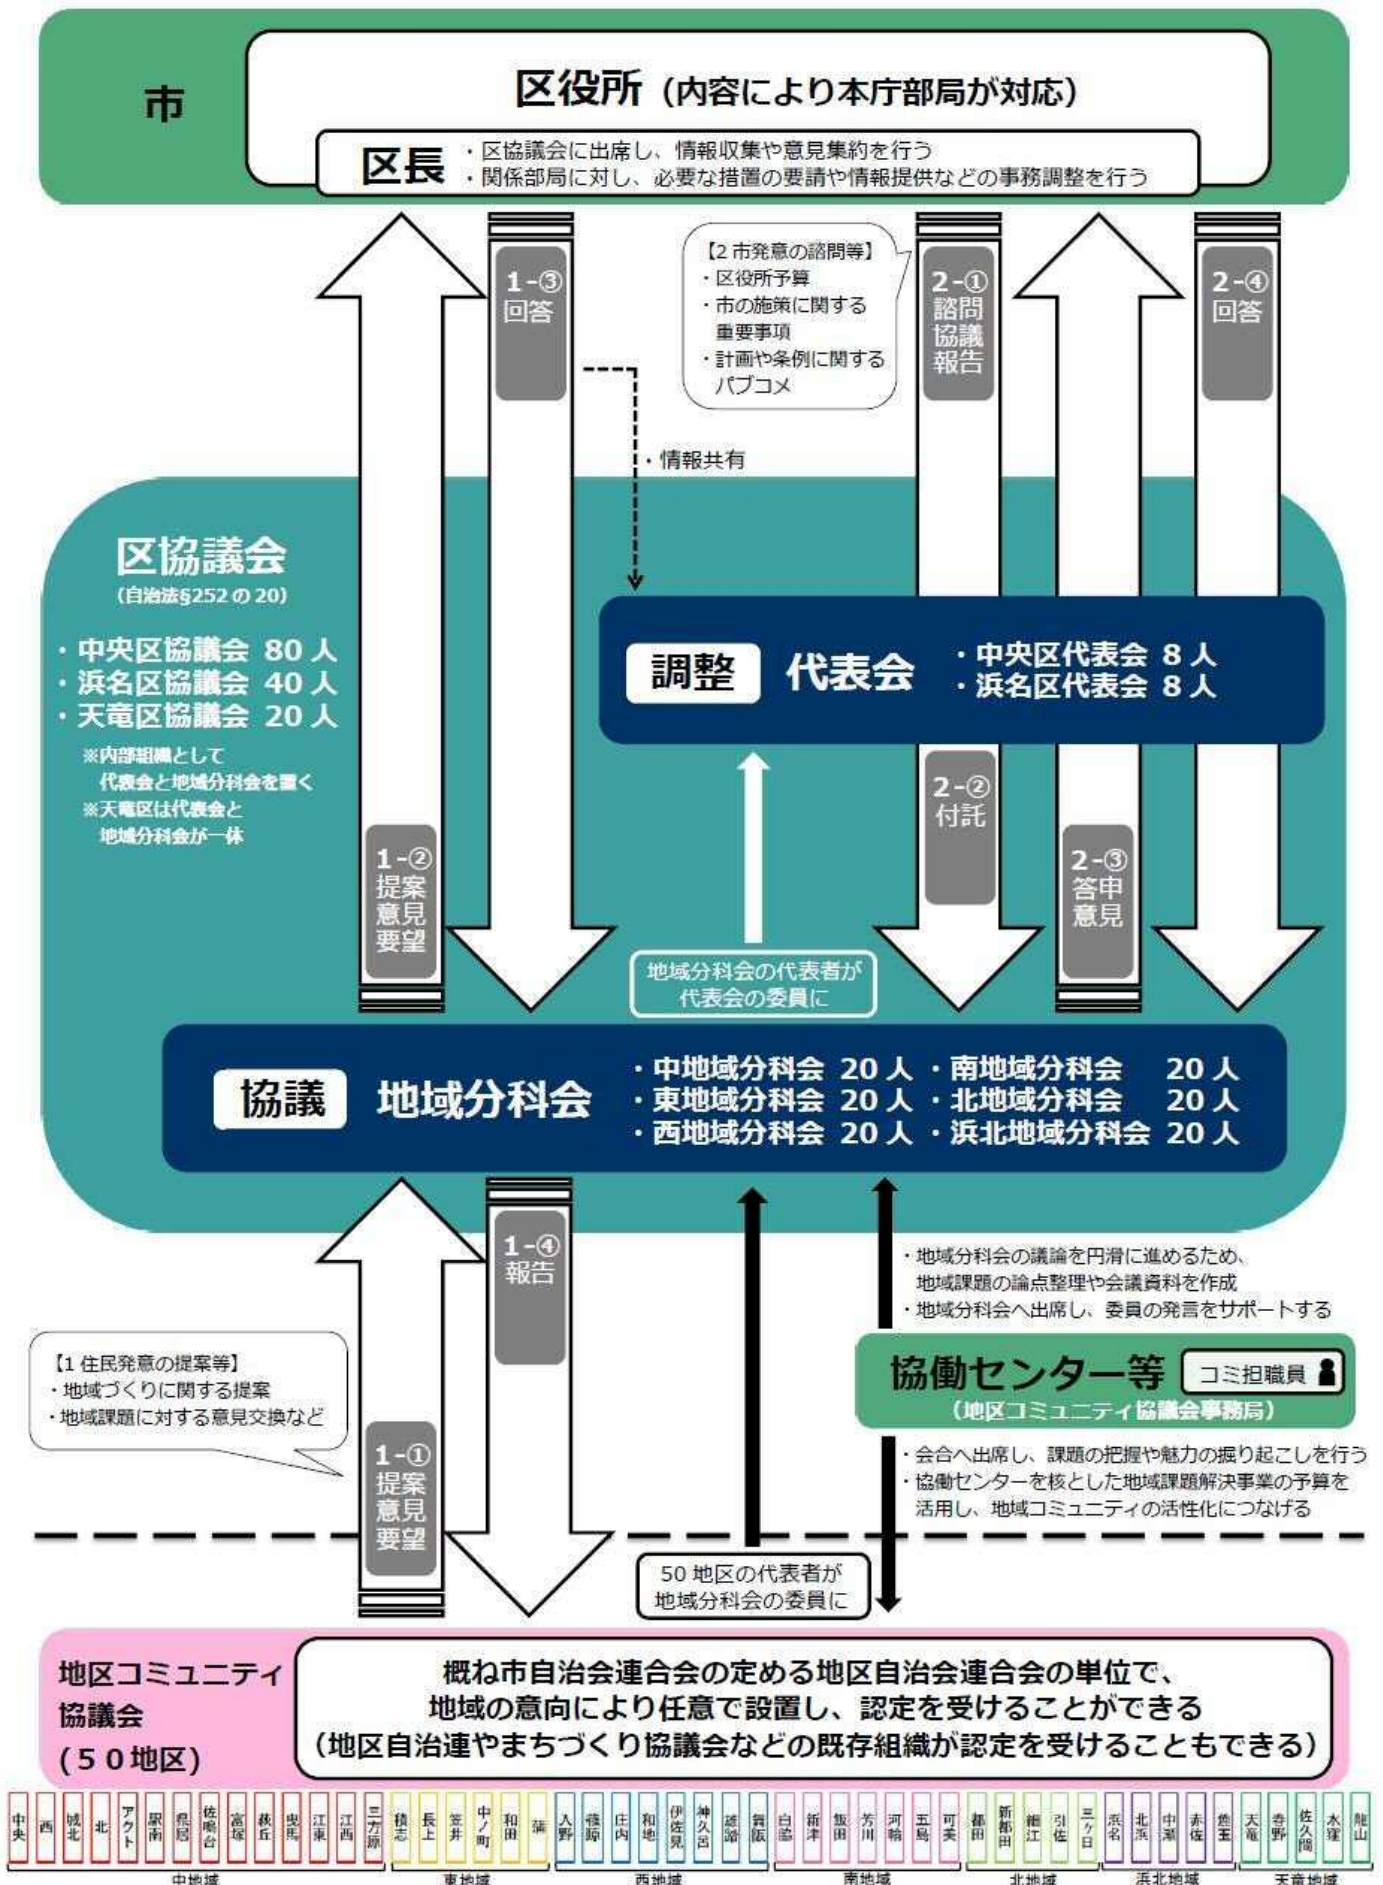 市
区役所（内容により本庁部局が対応）
区長
・区協議会に出席し、情報収集や意見集約を行う
・関係部局に対し、必要な措置の要請や情報提供などの事務調整を行う
1-③
回答
【2 市発意の諮問等】
・区役所予算
・市の施策に関する
重要事項
・計画や条例に関する
パブコメ
2-①
諮問
協議
報告
2-④
回答
・情報共有
区協議会
（自治法§252の20）
・中央区協議会 80人
・浜名区協議会 40人
・天竜区協議会 20人
※内部組織として
代表会と地域分科会を置く
※天竜区は代表会と
地域分科会が一体
調整
代表会
・中央区代表会 8人
・浜名区代表会 8人
1-②
提案
意見
要望
2-②
付託
2-③
答申
意見
地域分科会の代表者が
代表会の委員に
協議
地域分科会
・中地域分科会 20人 ・南地域分科会 20人
・東地域分科会 20人 ・北地域分科会 20人
・西地域分科会 20人 ・浜北地域分科会 20人
1-④
報告
・地域分科会の議論を円滑に進めるため、
地域課題の論点整理や会議資料を作成
・地域分科会へ出席し、委員の発言をサポートする
【1 住民発意の提案等】
・地域づくりに関する提案
・地域課題に対する意見交換など
協働センター等
コミ担職員
（地区コミュニティ協議会事務局）
1-①
提案
意見
要望
・会合へ出席し、課題の把握や魅力の掘り起こしを行う
・協働センターを核とした地域課題解決事業の予算を
活用し、地域コミュニティの活性化につなげる
50地区の代表者が
地域分科会の委員に
地区コミュニティ
協議会
(５０地区)
概ね市自治会連合会の定める地区自治会連合会の単位で、
地域の意向により任意で設置し、認定を受けることができる
（地区自治連やまちづくり協議会などの既存組織が認定を受けることもできる）
中央
西
城北
北
アクト
駅南
県居
佐鳴台
富塚
萩丘
曳馬
江東
江西
三方原
積志
長上
笠井
中ノ町
和田
蒲
入野
篠原
庄内
和地
伊佐見
神久呂
雄踏
舞阪
白脇
新津
飯田
芳川
河輪
五島
可美
都田
新都田
細江
引佐
三ヶ日
浜名
北浜
中瀬
赤佐
麁玉
天竜
春野
佐久間
水窪
龍山
中地域
東地域
西地域
南地域
北地域
浜北地域
天竜地域